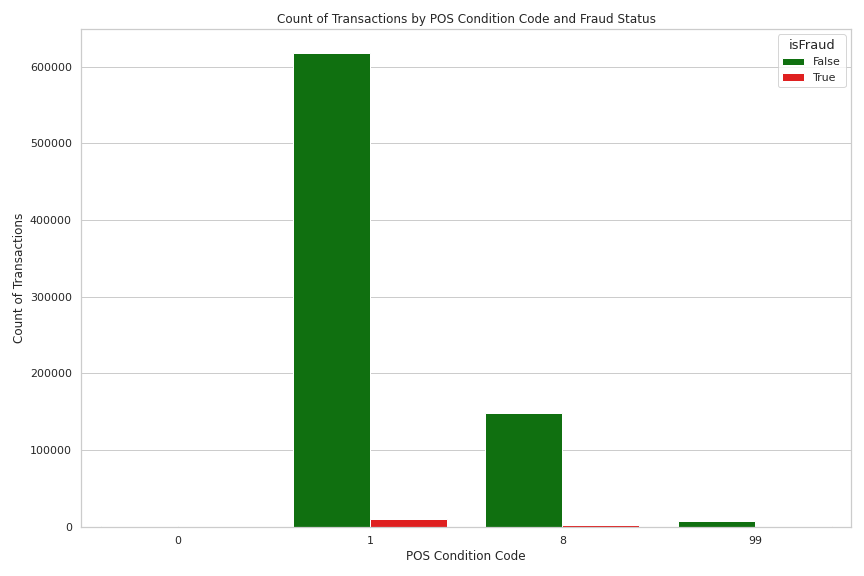 Count of Transactions by POS Condition Code and Fraud Status
isFraud
False
True
Count of Transactions
600000
500000
400000
300000
200000
100000
0
0 1 8 99
POS Condition Code